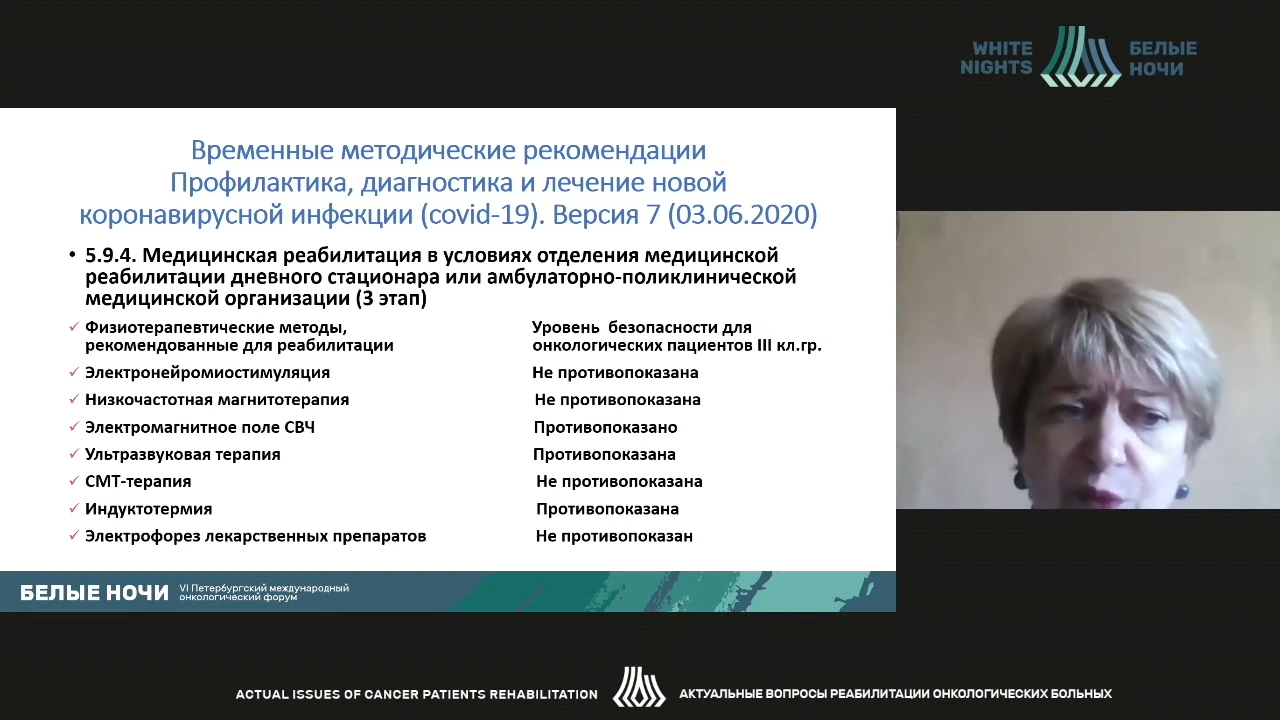 WHITE
NIGHTS
БЕЛЫЕ
НОЧИ
Временные методические рекомендации
Профилактика, диагностика и лечение новой
коронавирусной инфекции (covid-19). Версия 7 (03.06.2020)
• 5.9.4. Медицинская реабилитация в условиях отделения медицинской
реабилитации дневного стационара или амбулаторно-поликлинической
медицинской организации (3 этап)
✓ Физиотерапевтические методы, Уровень безопасности для
рекомендованные для реабилитации онкологических пациентов III кл.гр.
✓ Электронейромиостимуляция Не противопоказана
✓ Низкочастотная магнитотерапия Не противопоказана
✓ Электромагнитное поле СВЧ Противопоказано
✓ Ультразвуковая терапия Противопоказана
✓ СМТ-терапия Не противопоказана
✓ Индуктотермия Противопоказана
✓ Электрофорез лекарственных препаратов Не противопоказан
БЕЛЫЕ НОЧИ
VI Петербургский международный
онкологический форум
ACTUAL ISSUES OF CANCER PATIENTS REHABILITATION
АКТУАЛЬНЫЕ ВОПРОСЫ РЕАБИЛИТАЦИИ ОНКОЛОГИЧЕСКИХ БОЛЬНЫХ